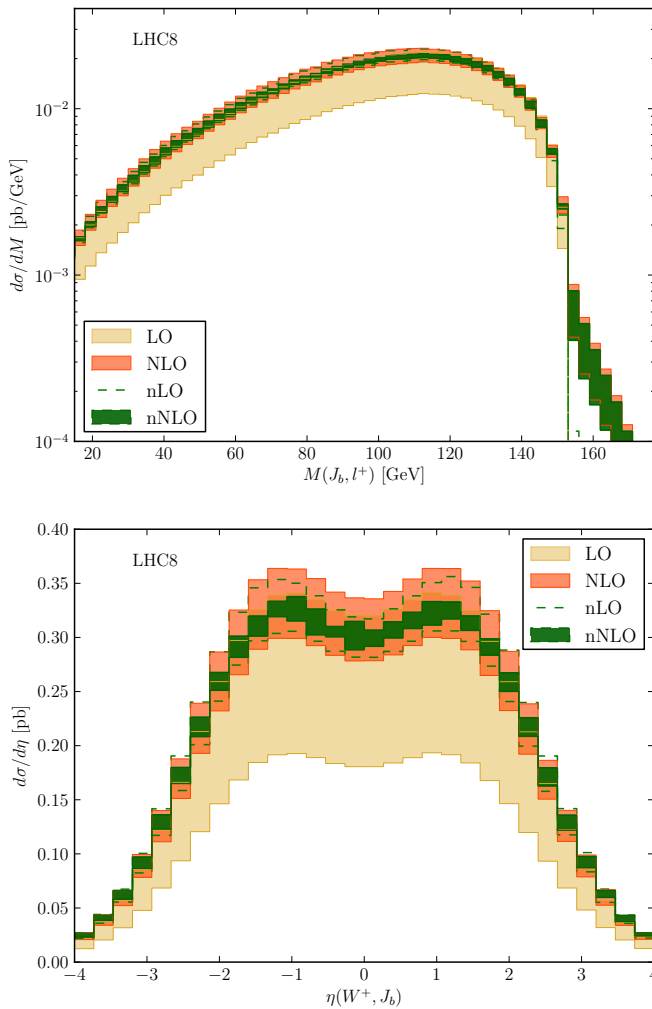 LHC8
dσ/dM [pb/GeV]
10⁻²
10⁻³
10⁻⁴
LO
NLO
nLO
nNLO
20 40 60 80 100 120 140 160
M(J_b, l⁺) [GeV]
LHC8
dσ/dη [pb]
0.40
0.35
0.30
0.25
0.20
0.15
0.10
0.05
0.00
LO
NLO
nLO
nNLO
−4 −3 −2 −1 0 1 2 3 4
η(W⁺, J_b)